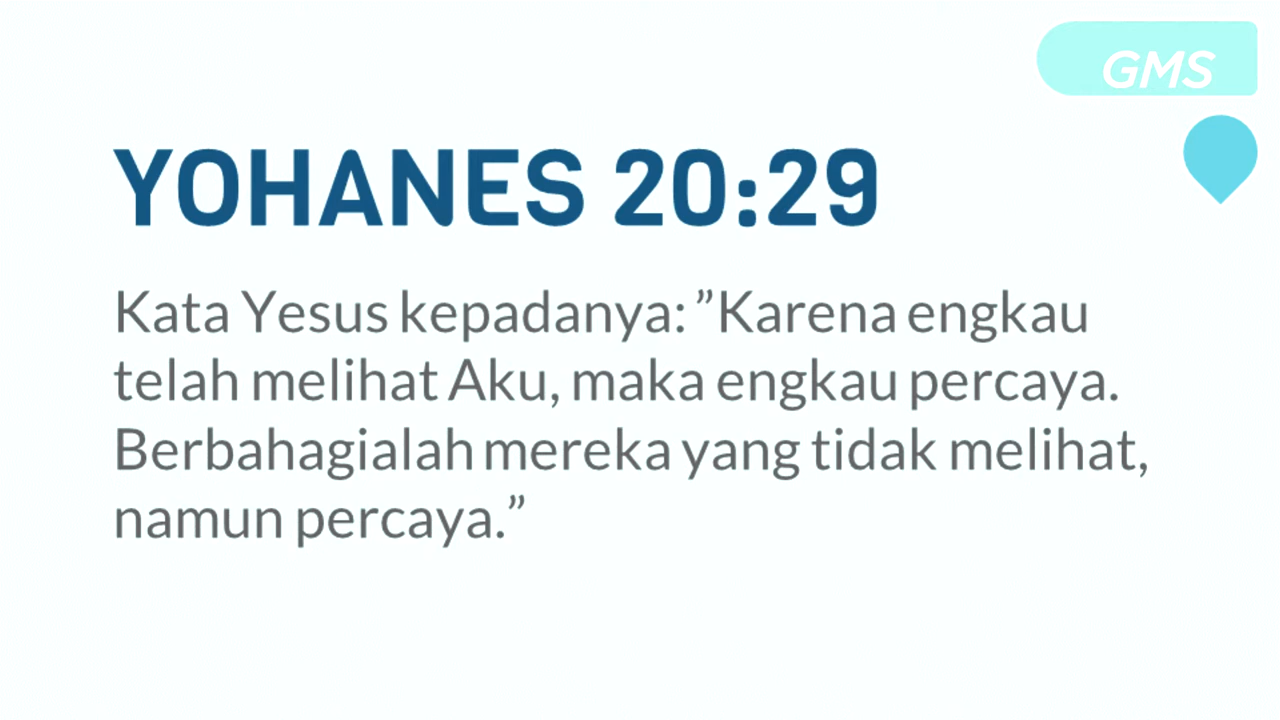 GMS
YOHANES 20:29
Kata Yesus kepadanya: ”Karena engkau
telah melihat Aku, maka engkau percaya.
Berbahagialah mereka yang tidak melihat,
namun percaya.”